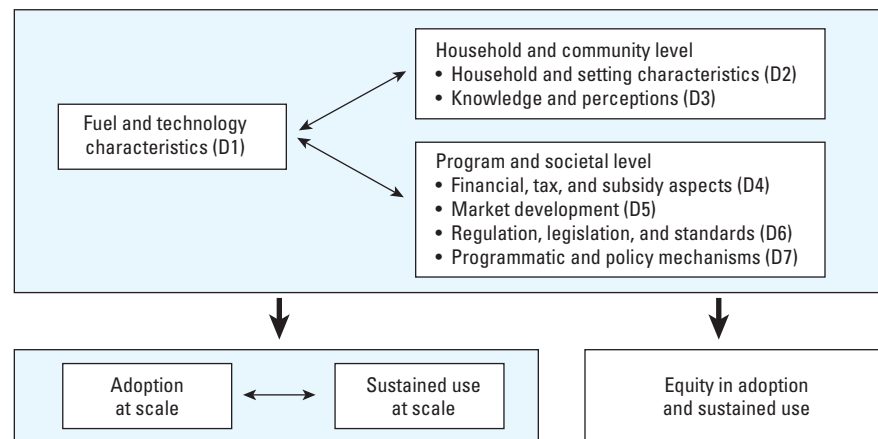 Fuel and technology
characteristics (D1)
Household and community level
• Household and setting characteristics (D2)
• Knowledge and perceptions (D3)
Program and societal level
• Financial, tax, and subsidy aspects (D4)
• Market development (D5)
• Regulation, legislation, and standards (D6)
• Programmatic and policy mechanisms (D7)
Adoption
at scale
Sustained use
at scale
Equity in adoption
and sustained use